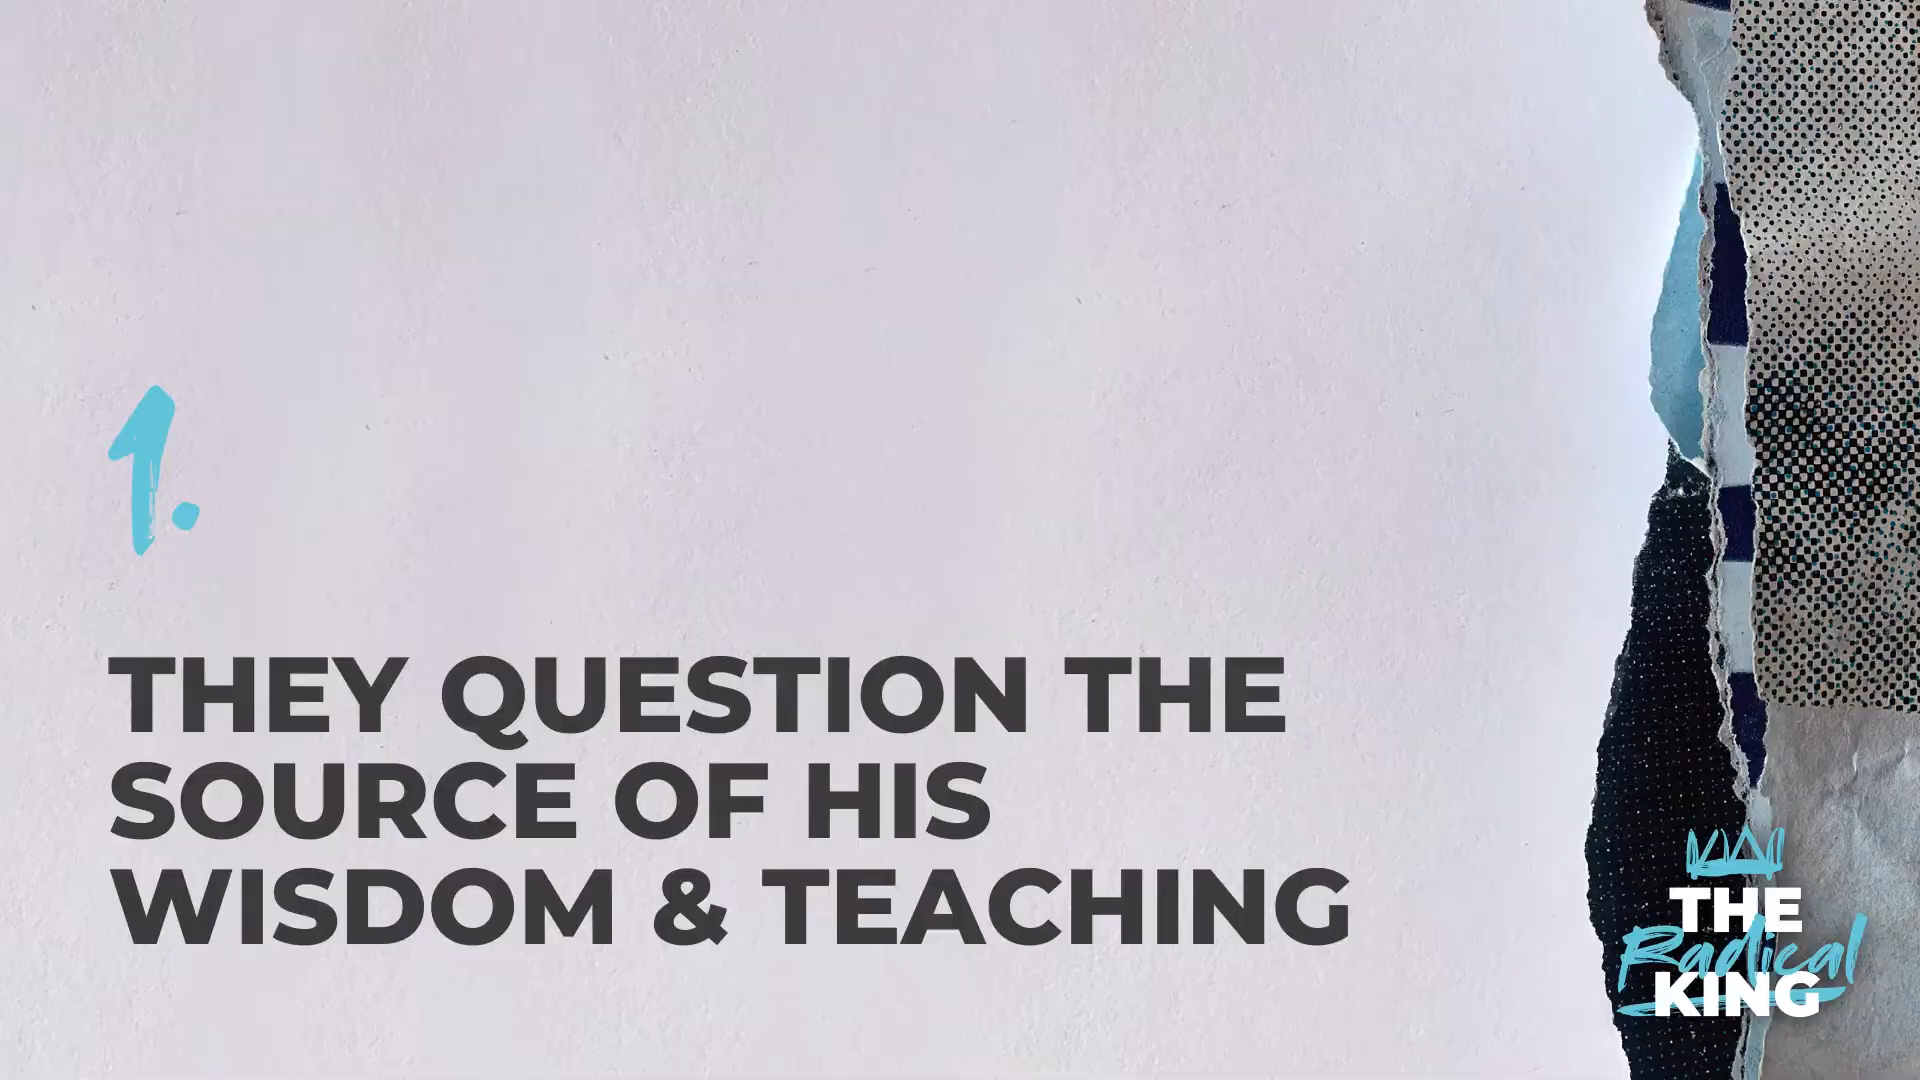 1.
THEY QUESTION THE
SOURCE OF HIS
WISDOM & TEACHING
THE
Radical
KING